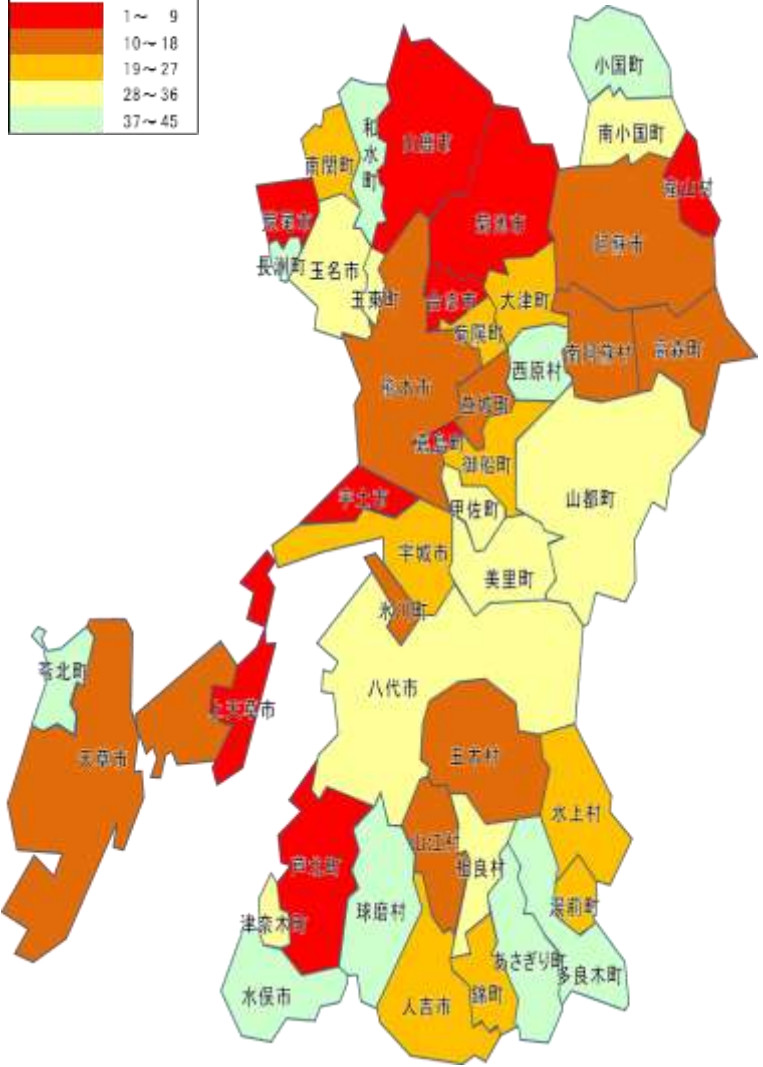 1～ 9
10～18
19～27
28～36
37～45
小国町
南小国町
和水町
山鹿市
南関町
産山村
荒尾市
菊池市
阿蘇市
長洲町
玉名市
玉東町
合志市
大津町
菊陽町
西原村
南阿蘇村
高森町
熊本市
益城町
嘉島町
御船町
宇土市
甲佐町
山都町
宇城市
美里町
氷川町
苓北町
八代市
上天草市
天草市
五木村
水上村
山江村
相良村
芦北町
湯前町
球磨村
津奈木町
あさぎり町
多良木町
水俣市
人吉市
錦町